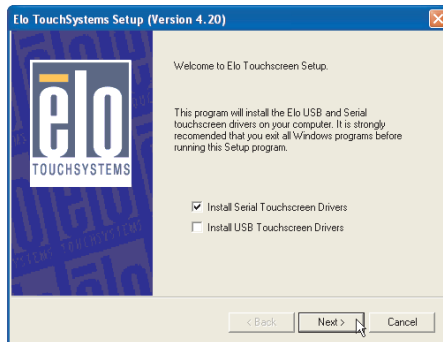 Elo TouchSystems Setup (Version 4.20)
elo
TOUCHSYSTEMS
Welcome to Elo Touchscreen Setup.
This program will install the Elo USB and Serial
touchscreen drivers on your computer. It is strongly
recomended that you exit all Windows programs before
running this Setup program.
Install Serial Touchscreen Drivers
Install USB Touchscreen Drivers
< Back
Next >
Cancel